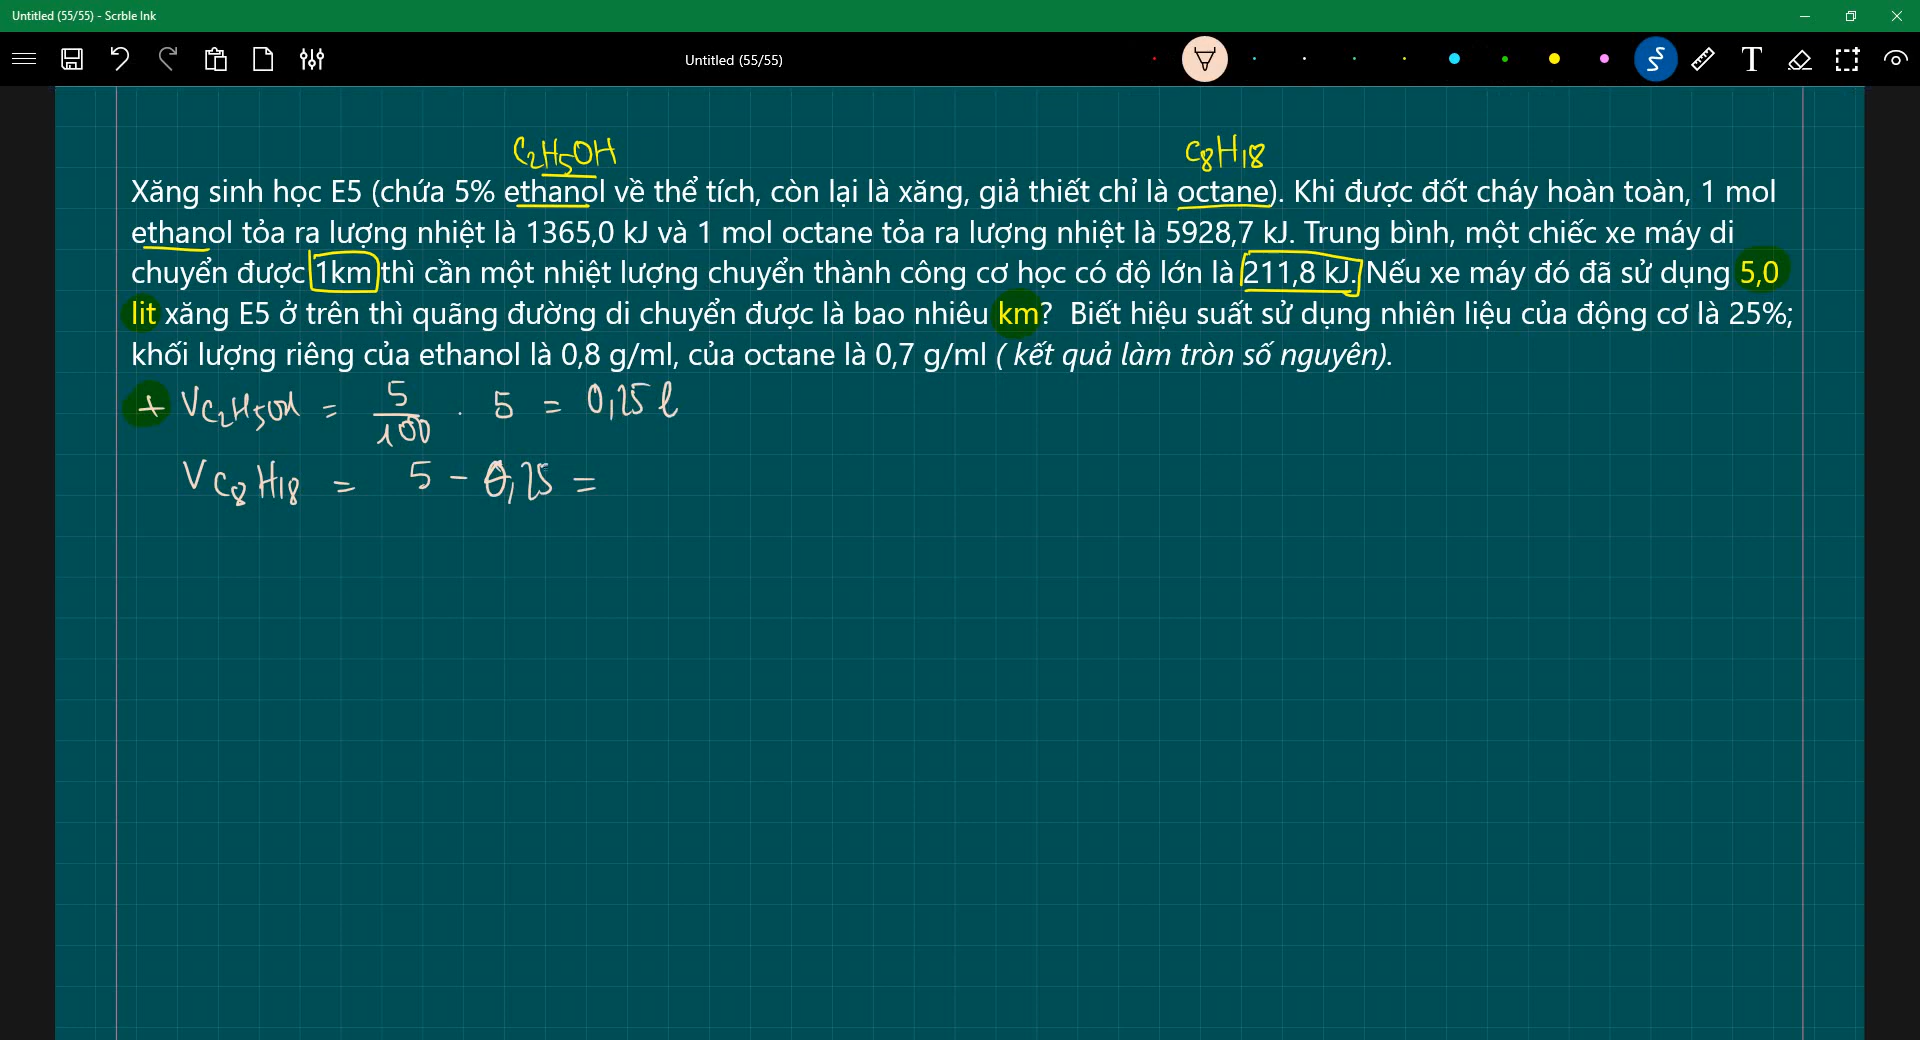 Untitled (55/55) - Scrble Ink
Untitled (55/55)
T
C2H5OH
C8H18
Xăng sinh học E5 (chứa 5% ethanol về thể tích, còn lại là xăng, giả thiết chỉ là octane). Khi được đốt cháy hoàn toàn, 1 mol
ethanol tỏa ra lượng nhiệt là 1365,0 kJ và 1 mol octane tỏa ra lượng nhiệt là 5928,7 kJ. Trung bình, một chiếc xe máy di
chuyển được 1km thì cần một nhiệt lượng chuyển thành công cơ học có độ lớn là 211,8 kJ. Nếu xe máy đó đã sử dụng 5,0
lit xăng E5 ở trên thì quãng đường di chuyển được là bao nhiêu km? Biết hiệu suất sử dụng nhiên liệu của động cơ là 25%;
khối lượng riêng của ethanol là 0,8 g/ml, của octane là 0,7 g/ml ( kết quả làm tròn số nguyên).
+ V C2H5OH = 5/100 . 5 = 0,25 l
V C8H18 = 5 - 0,25 =